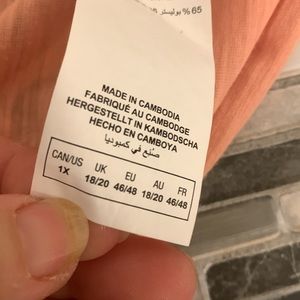 65 % بوليستر
MADE IN CAMBODIA
FABRIQUÉ AU CAMBODGE
HERGESTELLT IN KAMBODSCHA
HECHO EN CAMBOYA
صنع في كمبوديا
CAN/US UK EU AU FR
1X 18/20 46/48 18/20 46/48